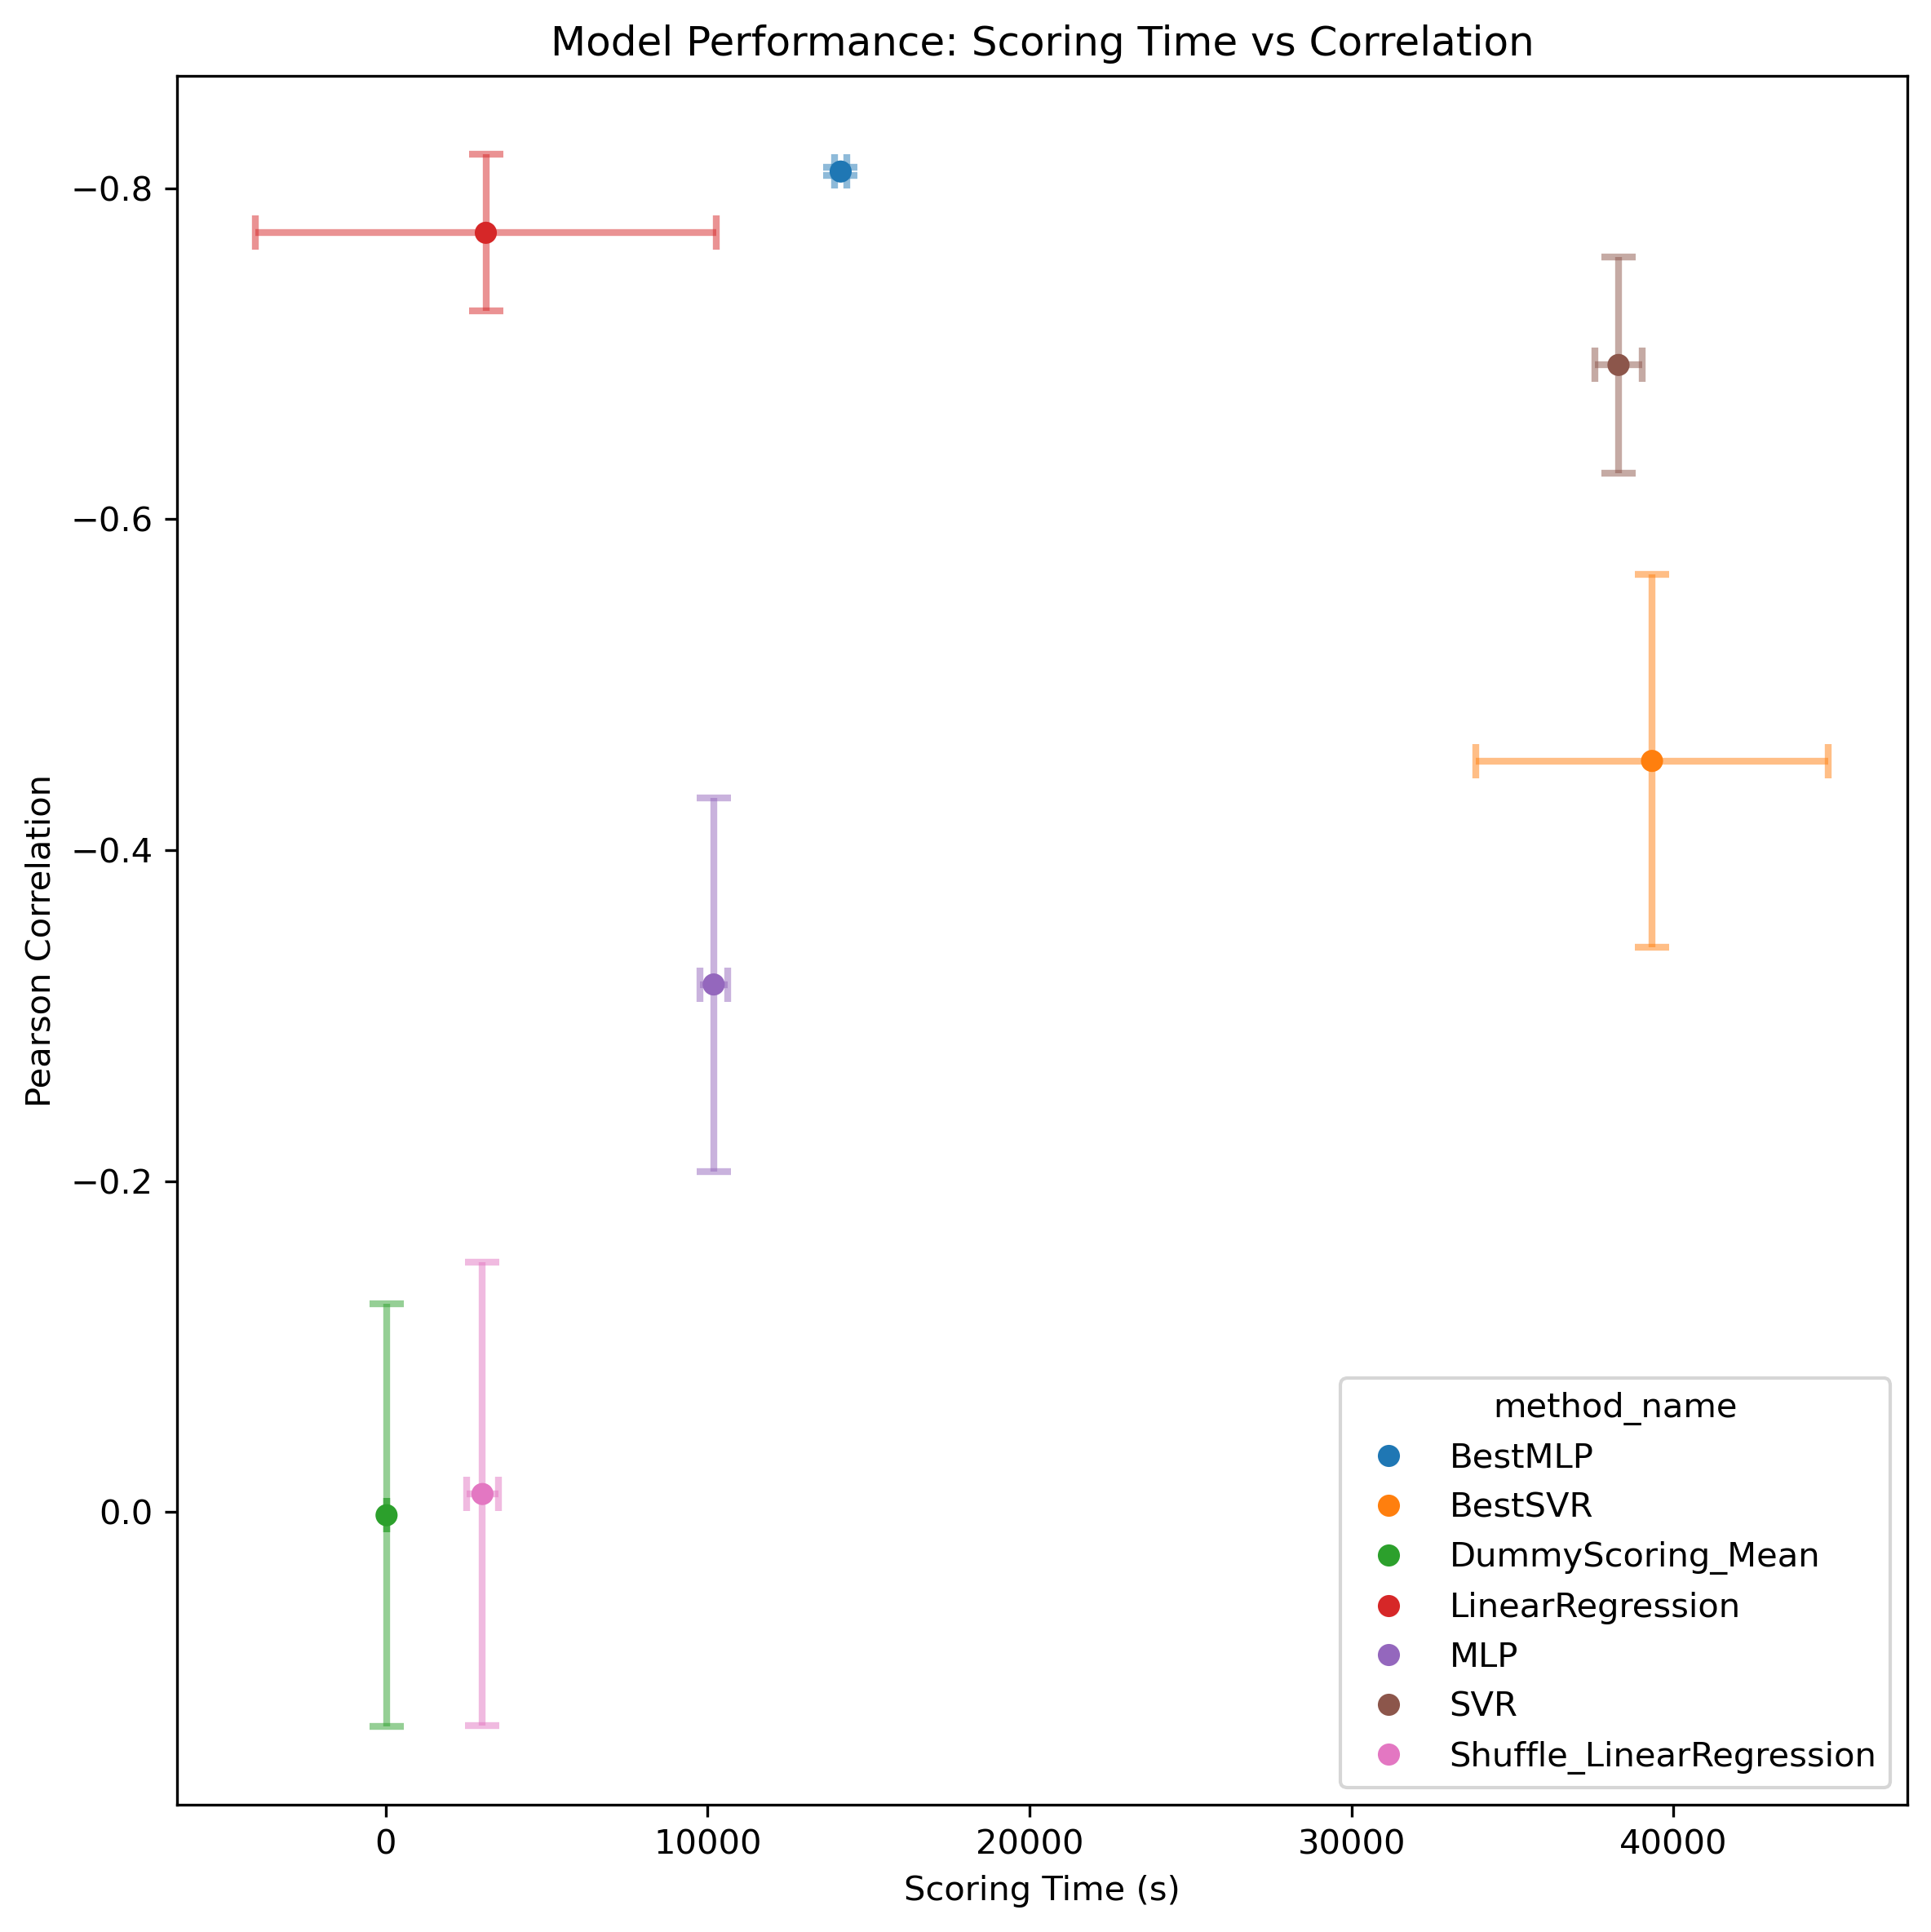 Model Performance: Scoring Time vs Correlation
Pearson Correlation
−0.8
−0.6
−0.4
−0.2
0.0
method_name
BestMLP
BestSVR
DummyScoring_Mean
LinearRegression
MLP
SVR
Shuffle_LinearRegression
0 10000 20000 30000 40000
Scoring Time (s)